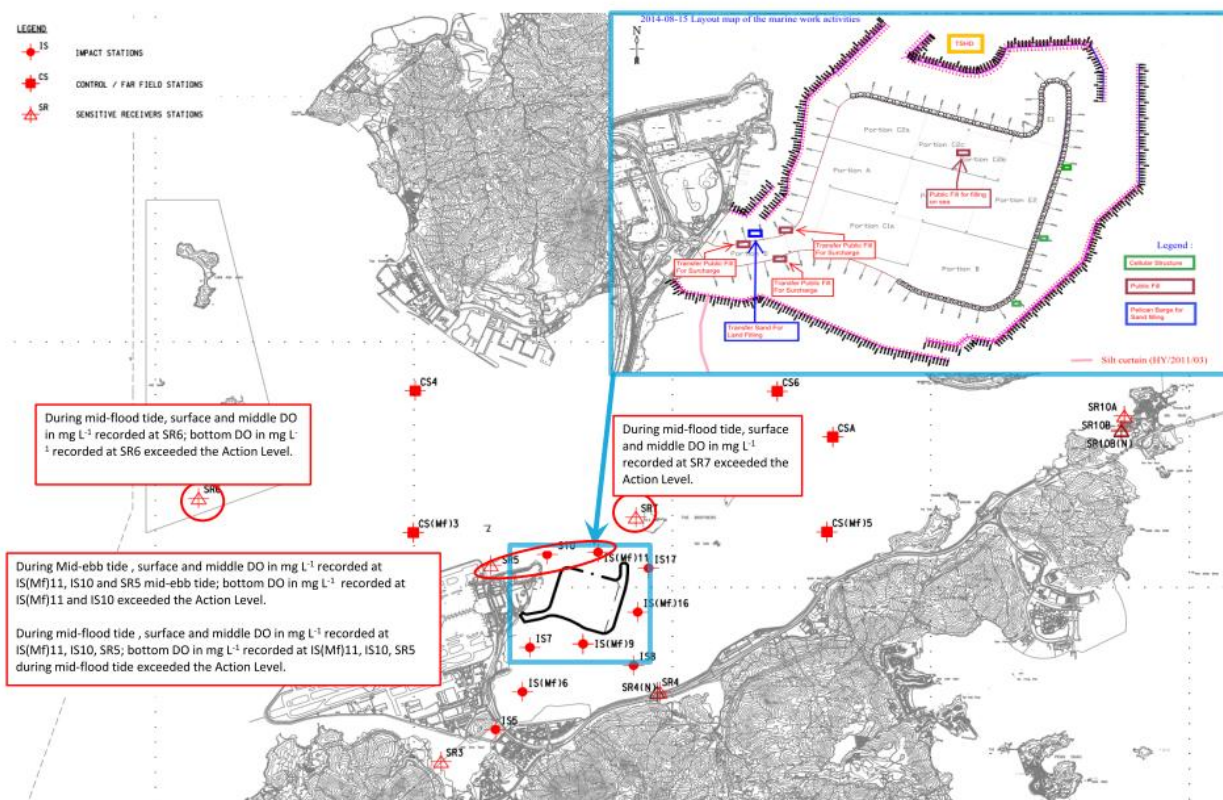 LEGEND
IS
IMPACT STATIONS
CS
CONTROL / FAR FIELD STATIONS
SR
SENSITIVE RECEIVERS STATIONS
2014-08-15 Layout map of the marine work activities
N
TSHD
Portion C2a
Portion C2c
Portion C2b
E1
Portion A
Public Fill for filling
on sea
Portion E2
Portion C1a
Transfer Public Fill
For Surcharge
Transfer Public Fill
For Surcharge
Transfer Public Fill
For Surcharge
Portion B
Transfer Sand For
Land Filling
Legend :
Cellular Structure
Public Fill
Pelican Barge for
Sand filling
Silt curtain (HY/2011/03)
CS4
CS6
CSA
SR10A
SR10B
SR10B(N)
During mid-flood tide, surface and middle DO
in mg L-1 recorded at SR6; bottom DO in mg L-
1 recorded at SR6 exceeded the Action Level.
During mid-flood tide, surface
and middle DO in mg L-1
recorded at SR7 exceeded the
Action Level.
SR6
SR7
THE BROTHERS
CS(Mf)3
CS(Mf)5
During Mid-ebb tide , surface and middle DO in mg L-1 recorded at
IS(Mf)11, IS10 and SR5 mid-ebb tide; bottom DO in mg L-1 recorded at
IS(Mf)11 and IS10 exceeded the Action Level.
During mid-flood tide , surface and middle DO in mg L-1 recorded at
IS(Mf)11, IS10, SR5; bottom DO in mg L-1 recorded at IS(Mf)11, IS10, SR5
during mid-flood tide exceeded the Action Level.
SR5
IS(Mf)11
IS17
IS(Mf)16
IS7
IS(Mf)9
IS8
IS(Mf)6
SR4(N)
SR4
IS5
SR3